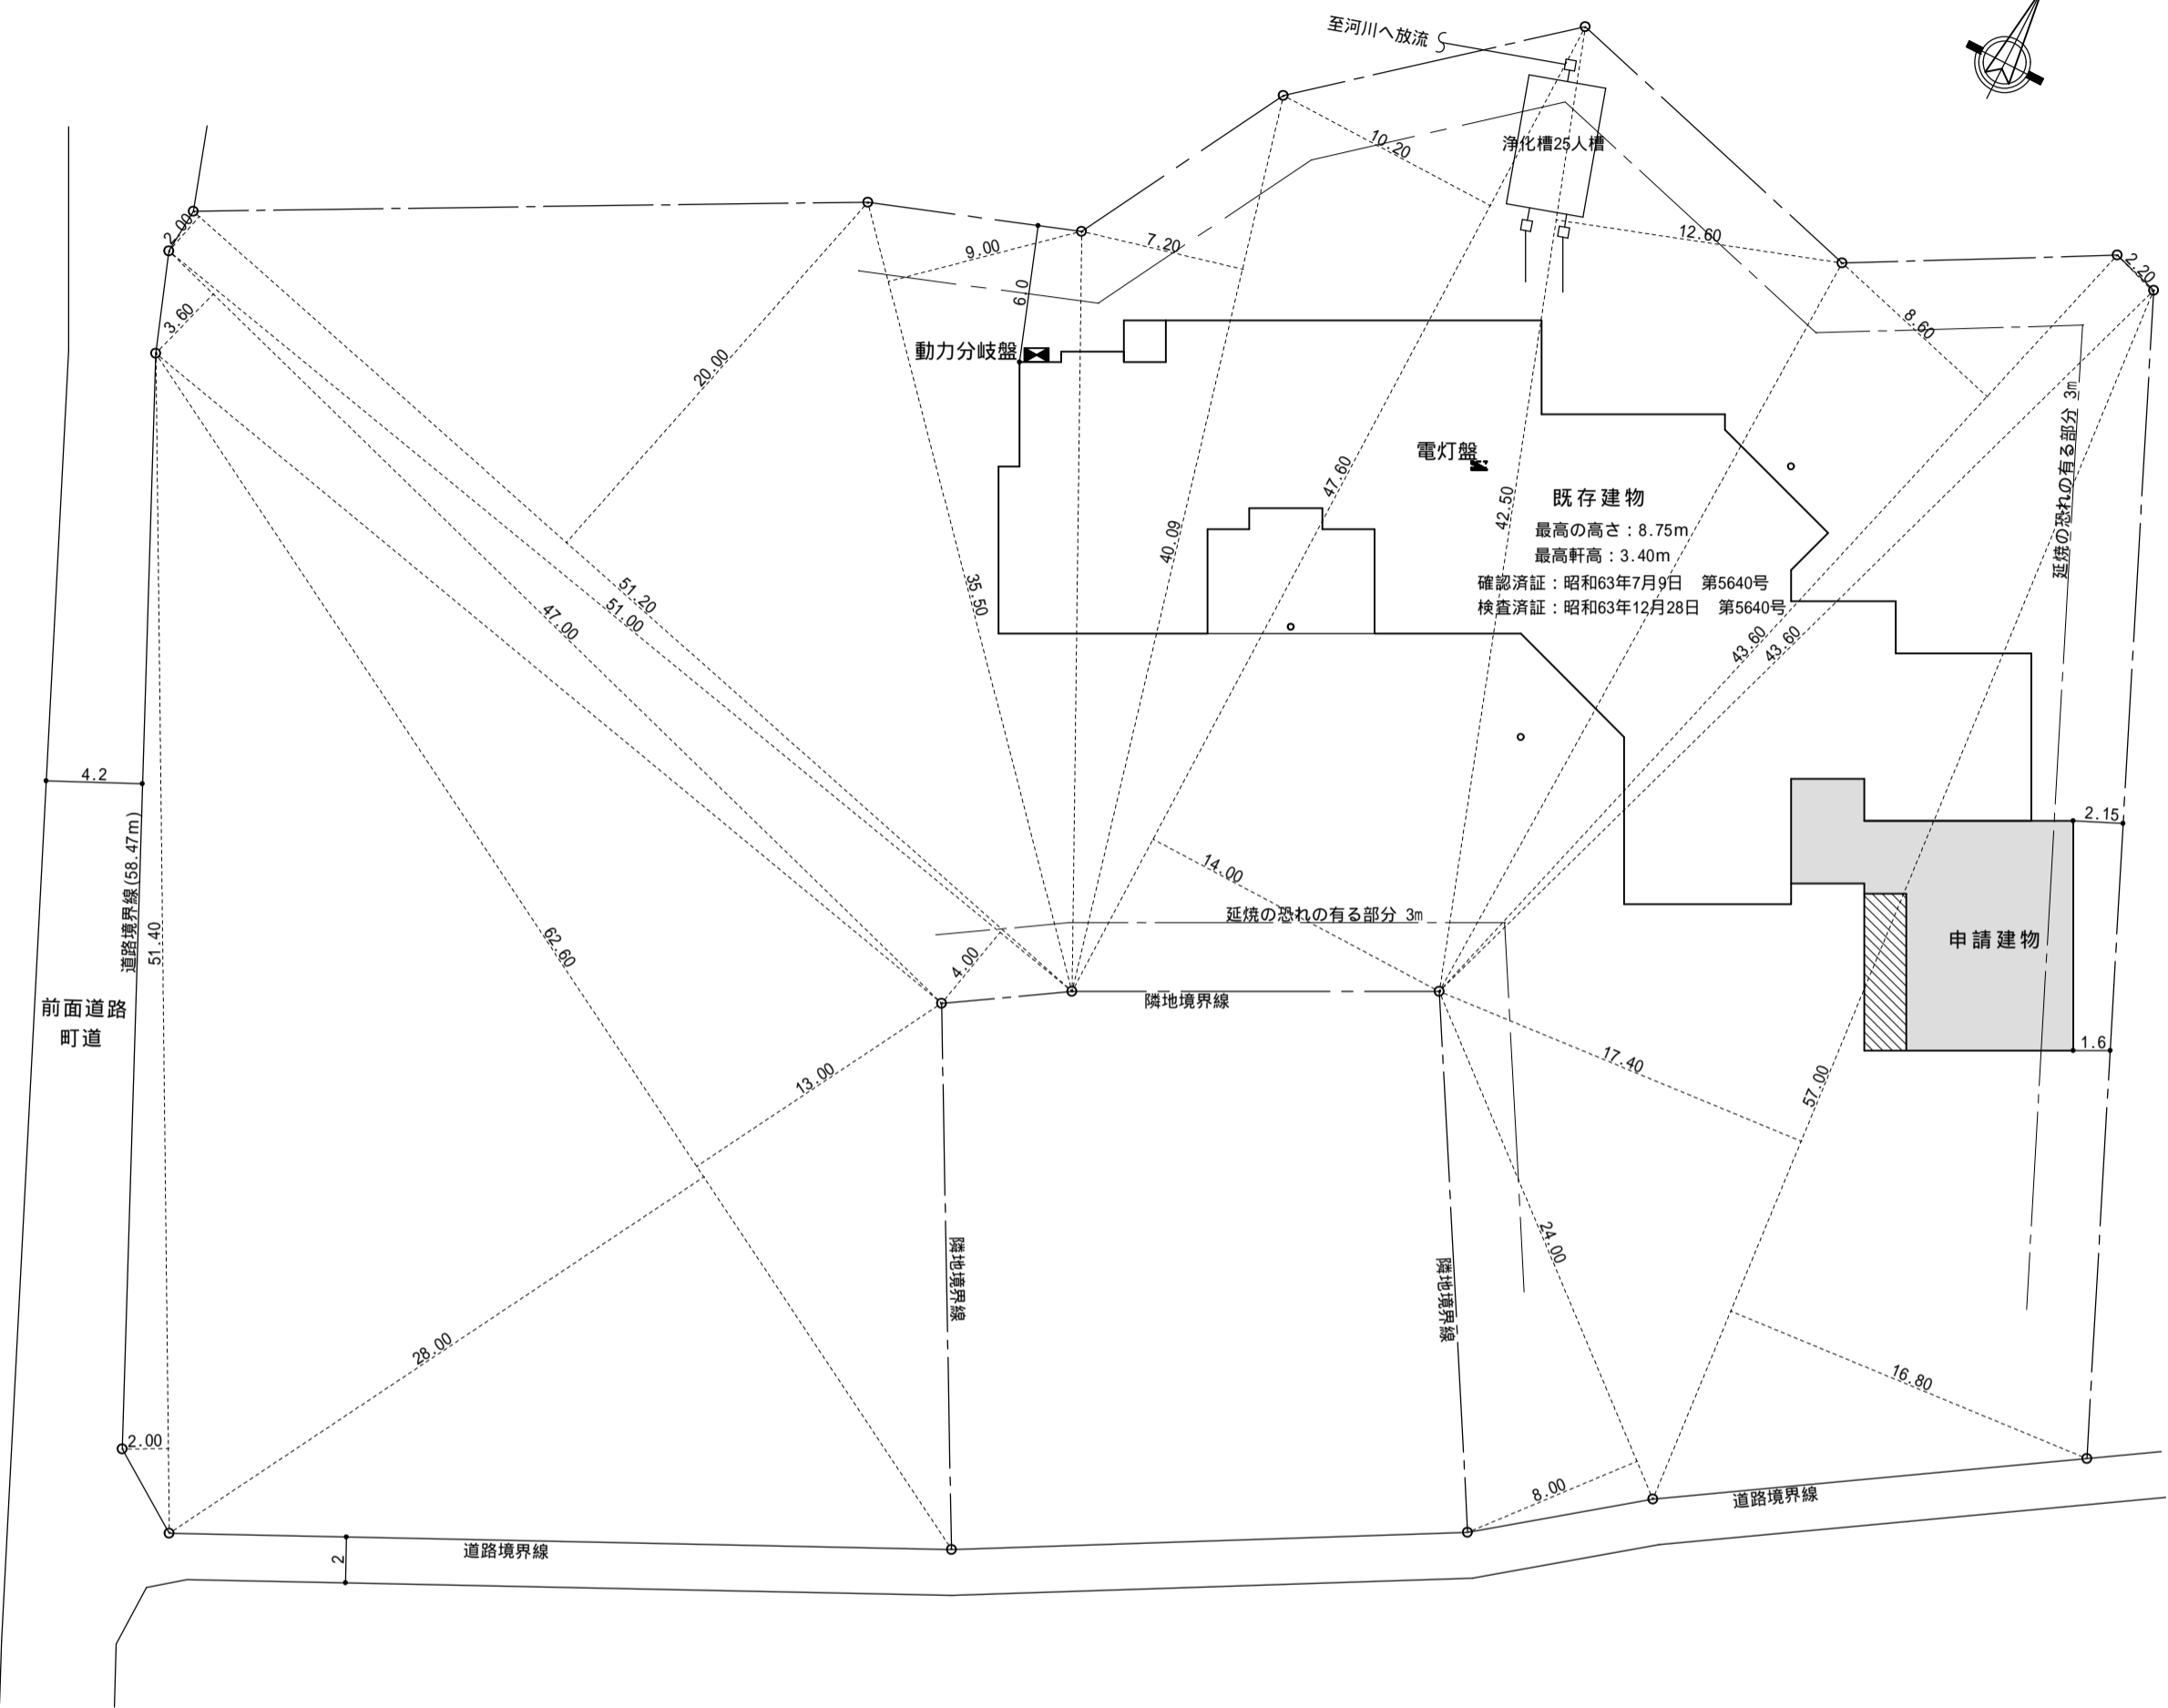 至河川へ放流
浄化槽25人槽
10.20
12.60
2.00
9.00
7.20
2.20
6.0
3.60
8.60
動力分岐盤
20.00
電灯盤
47.60
42.50
既存建物
最高の高さ：8.75m
最高軒高：3.40m
確認済証：昭和63年7月9日　第5640号
検査済証：昭和63年12月28日　第5640号
延焼の恐れの有る部分 3m
40.09
35.50
51.20
51.00
47.00
43.60
43.60
4.2
道路境界線(58.47m)
51.40
62.60
2.15
14.00
延焼の恐れの有る部分 3m
申請建物
4.00
隣地境界線
前面道路
町道
13.00
17.40
57.00
1.6
隣地境界線
隣地境界線
24.00
28.00
16.80
2.00
8.00
道路境界線
道路境界線
2